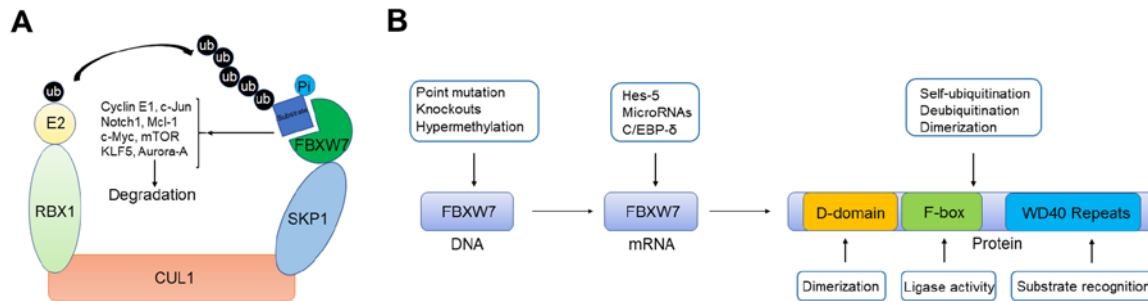 A
ub
ub
ub
ub
ub
ub
Pi
Substrate
FBXW7
E2
Cyclin E1, c-Jun
Notch1, Mcl-1
c-Myc, mTOR
KLF5, Aurora-A
Degradation
RBX1
SKP1
CUL1
B
Point mutation
Knockouts
Hypermethylation
Hes-5
MicroRNAs
C/EBP-δ
Self-ubiquitination
Deubiquitination
Dimerization
FBXW7
DNA
FBXW7
mRNA
D-domain
F-box
WD40 Repeats
Protein
Dimerization
Ligase activity
Substrate recognition